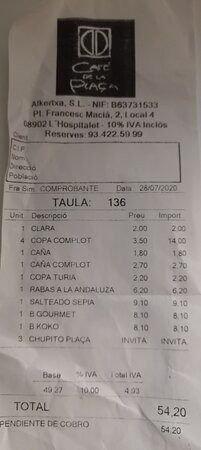 CAFÈ
DE LA
PLAÇA
Alkertxa, S.L. - NIF: B63731533
Pl. Francesc Macià, 2, Local 4
08902 L´Hospitalet - 10% IVA Inclòs
Reserves: 93.422.59.99
Client
C.I.F.
Direcció
Població
Fra Sim. COMPROBANTE Data 28/07/2020
TAULA: 136
Unit Descripció Preu Import
1 CLARA 2,00 2,00
4 COPA COMPLOT 3,50 14,00
1 CAÑA 1,80 1,80
1 CAÑA COMPLOT 2,70 2,70
1 COPA TURIA 2,20 2,20
1 RABAS A LA ANDALUZA 6,20 6,20
1 SALTEADO SEPIA 9,10 9,10
1 B.GOURMET 8,10 8,10
1 B.KOKO 8,10 8,10
3 CHUPITO PLAÇA INVITA INVITA
Base % IVA Total IVA
49,27 10,00 4,93
TOTAL 54,20
PENDIENTE DE COBRO 54,20